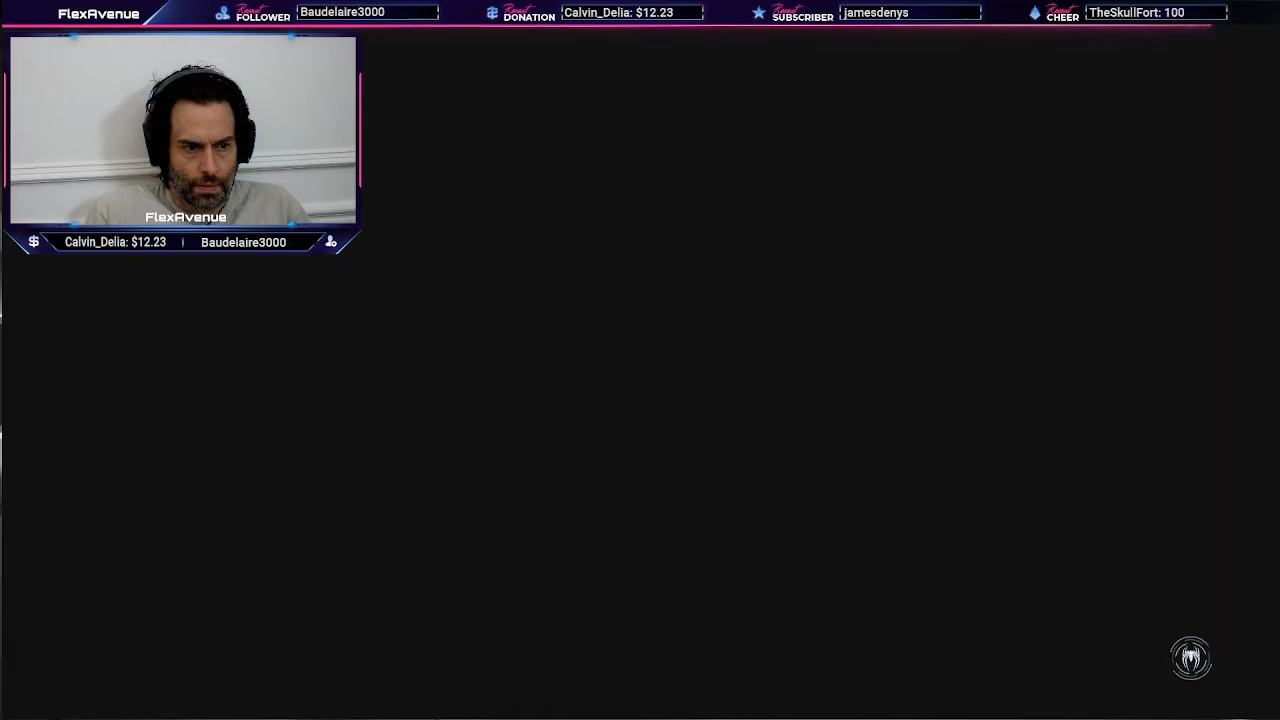 FlexAvenue
Recent
FOLLOWER
Baudelaire3000
Recent
DONATION
Calvin_Delia: $12.23
Recent
SUBSCRIBER
jamesdenys
Recent
CHEER
TheSkullFort: 100
FlexAvenue
Calvin_Delia: $12.23
Baudelaire3000